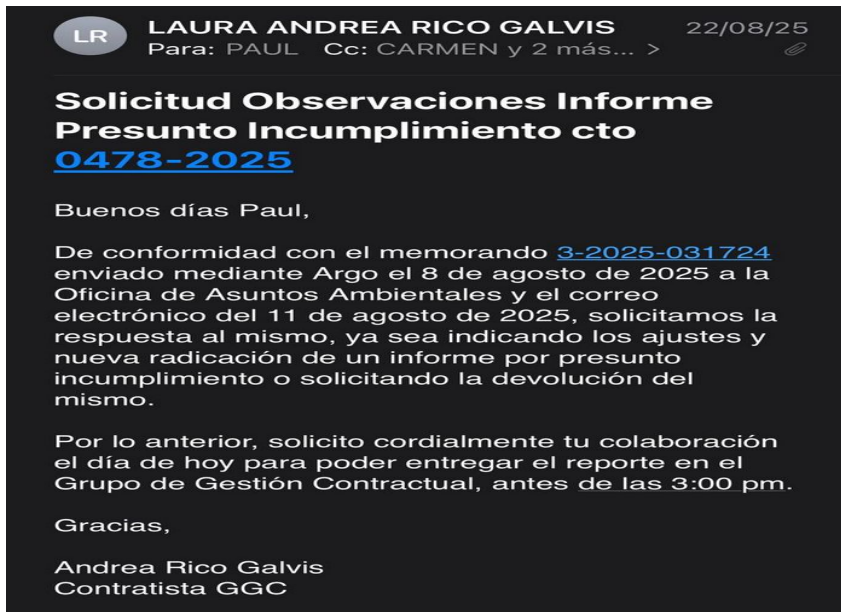 LR
LAURA ANDREA RICO GALVIS 22/08/25
Para: PAUL Cc: CARMEN y 2 más... >
Solicitud Observaciones Informe
Presunto Incumplimiento cto
0478-2025
Buenos días Paul,
De conformidad con el memorando 3-2025-031724
enviado mediante Argo el 8 de agosto de 2025 a la
Oficina de Asuntos Ambientales y el correo
electrónico del 11 de agosto de 2025, solicitamos la
respuesta al mismo, ya sea indicando los ajustes y
nueva radicación de un informe por presunto
incumplimiento o solicitando la devolución del
mismo.
Por lo anterior, solicito cordialmente tu colaboración
el día de hoy para poder entregar el reporte en el
Grupo de Gestión Contractual, antes de las 3:00 pm.
Gracias,
Andrea Rico Galvis
Contratista GGC